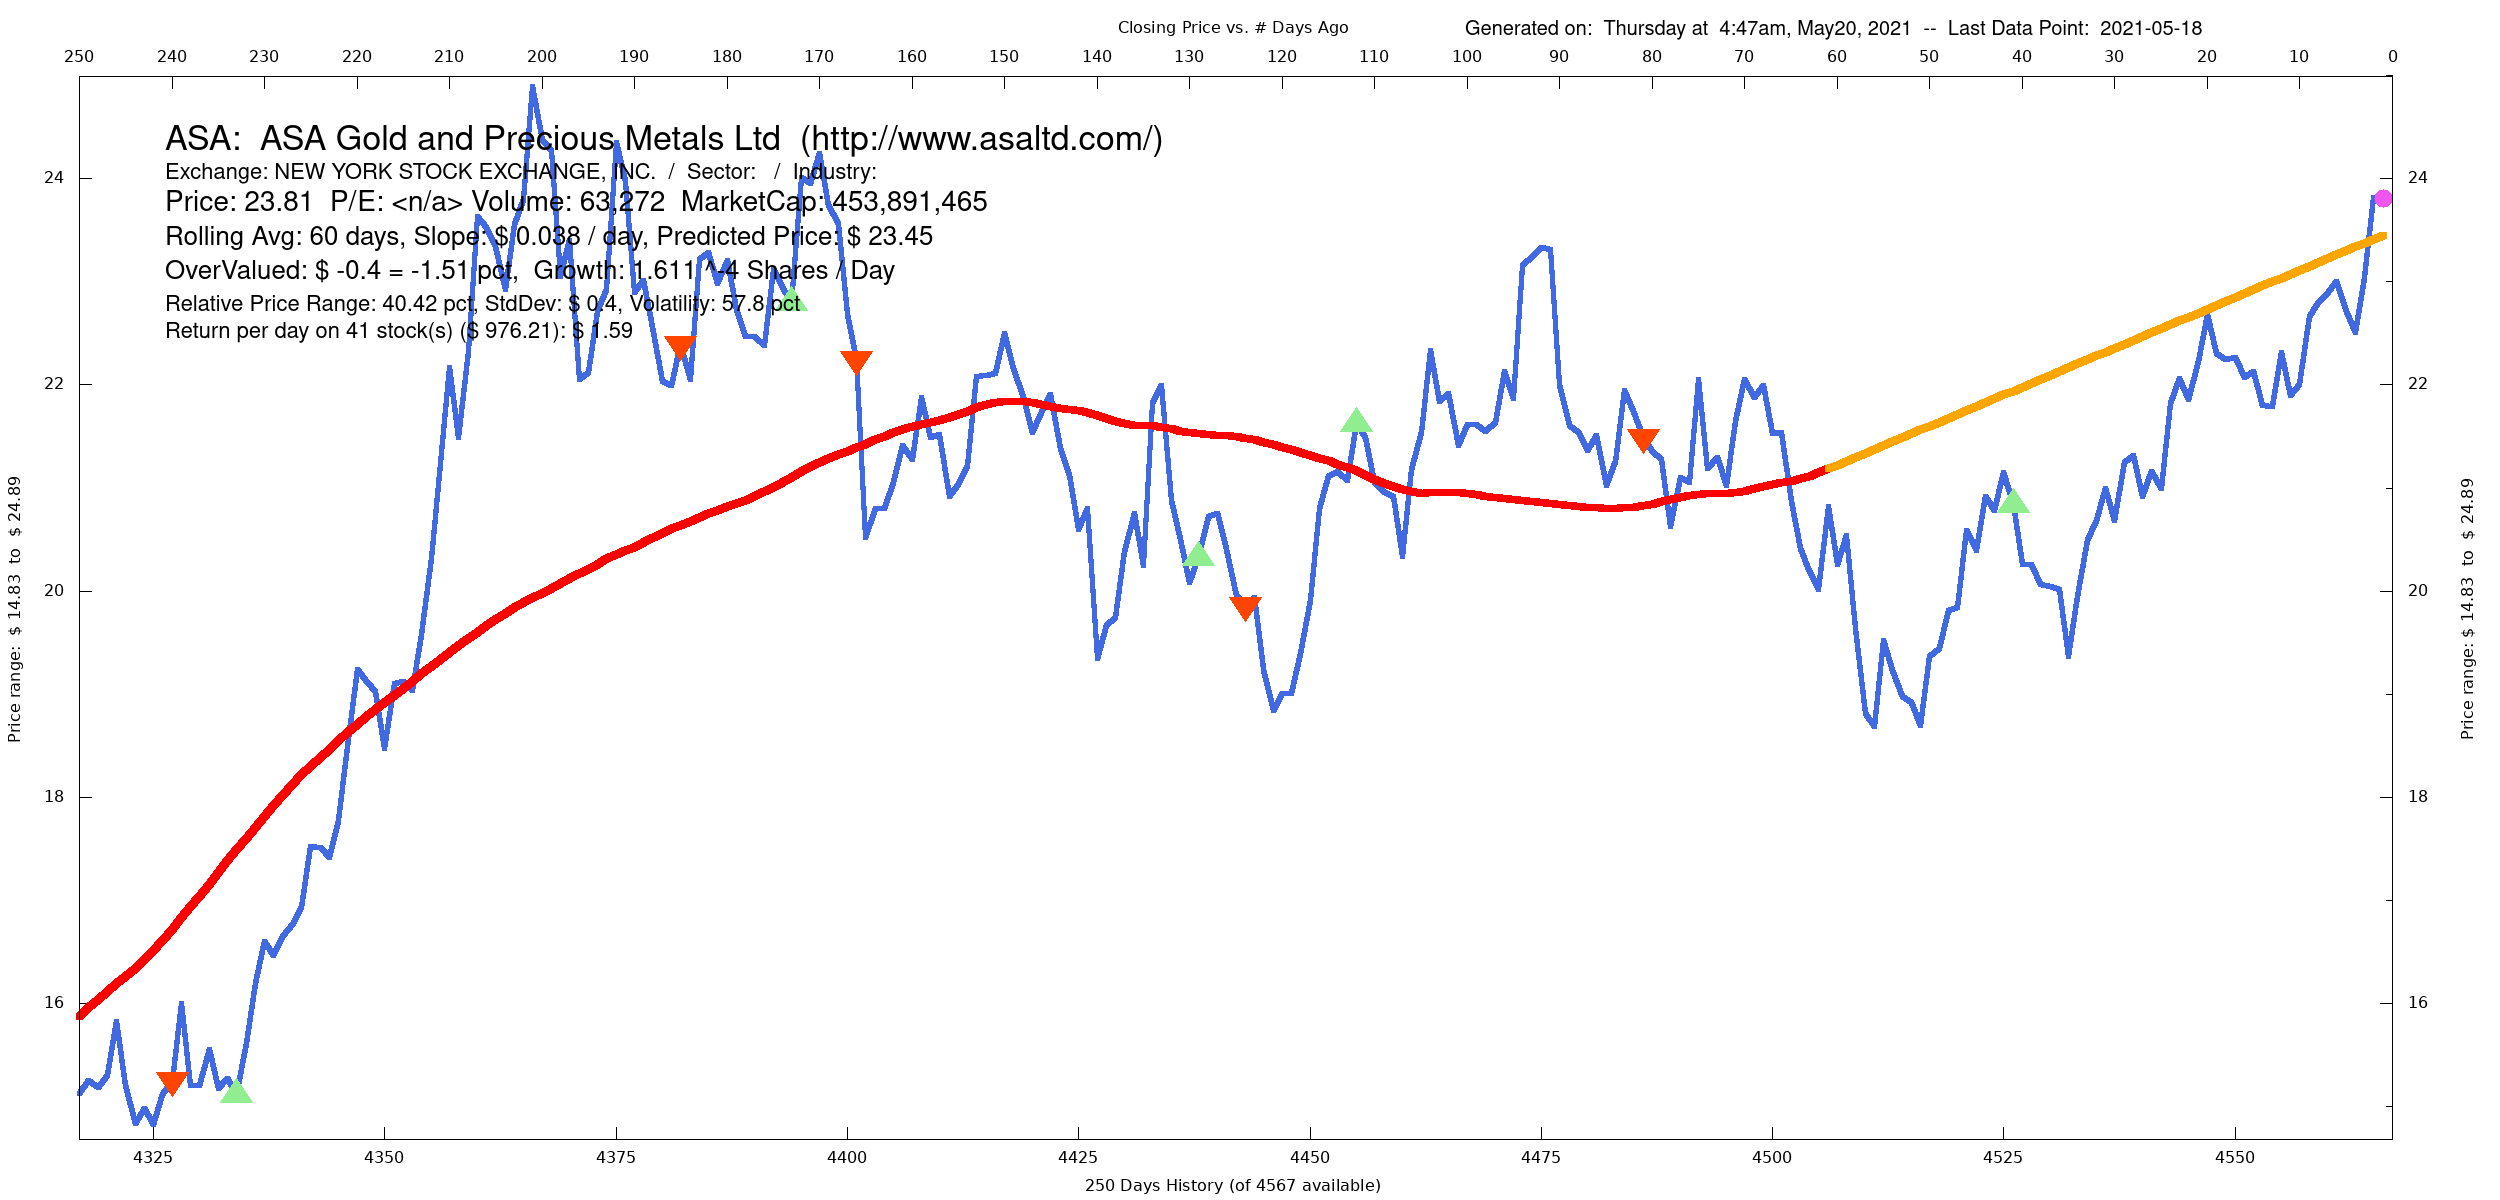 Closing Price vs. # Days Ago
Generated on:  Thursday at  4:47am, May20, 2021  --  Last Data Point:  2021-05-18
250 240 230 220 210 200 190 180 170 160 150 140 130 120 110 100 90 80 70 60 50 40 30 20 10 0
ASA:  ASA Gold and Precious Metals Ltd  (http://www.asaltd.com/)
Exchange: NEW YORK STOCK EXCHANGE, INC.  /  Sector:   /  Industry:
Price: 23.81  P/E: <n/a> Volume: 63,272  MarketCap: 453,891,465
Rolling Avg: 60 days, Slope: $ 0.038 / day, Predicted Price: $ 23.45
OverValued: $ -0.4 = -1.51 pct,  Growth: 1.611 ^-4 Shares / Day
Relative Price Range: 40.42 pct, StdDev: $ 0.4, Volatility: 57.8 pct
Return per day on 41 stock(s) ($ 976.21): $ 1.59
24 24
22 22
20 20
18 18
16 16
Price range:  $ 14.83  to  $ 24.89
Price range: $ 14.83  to  $ 24.89
4325 4350 4375 4400 4425 4450 4475 4500 4525 4550
250 Days History (of 4567 available)